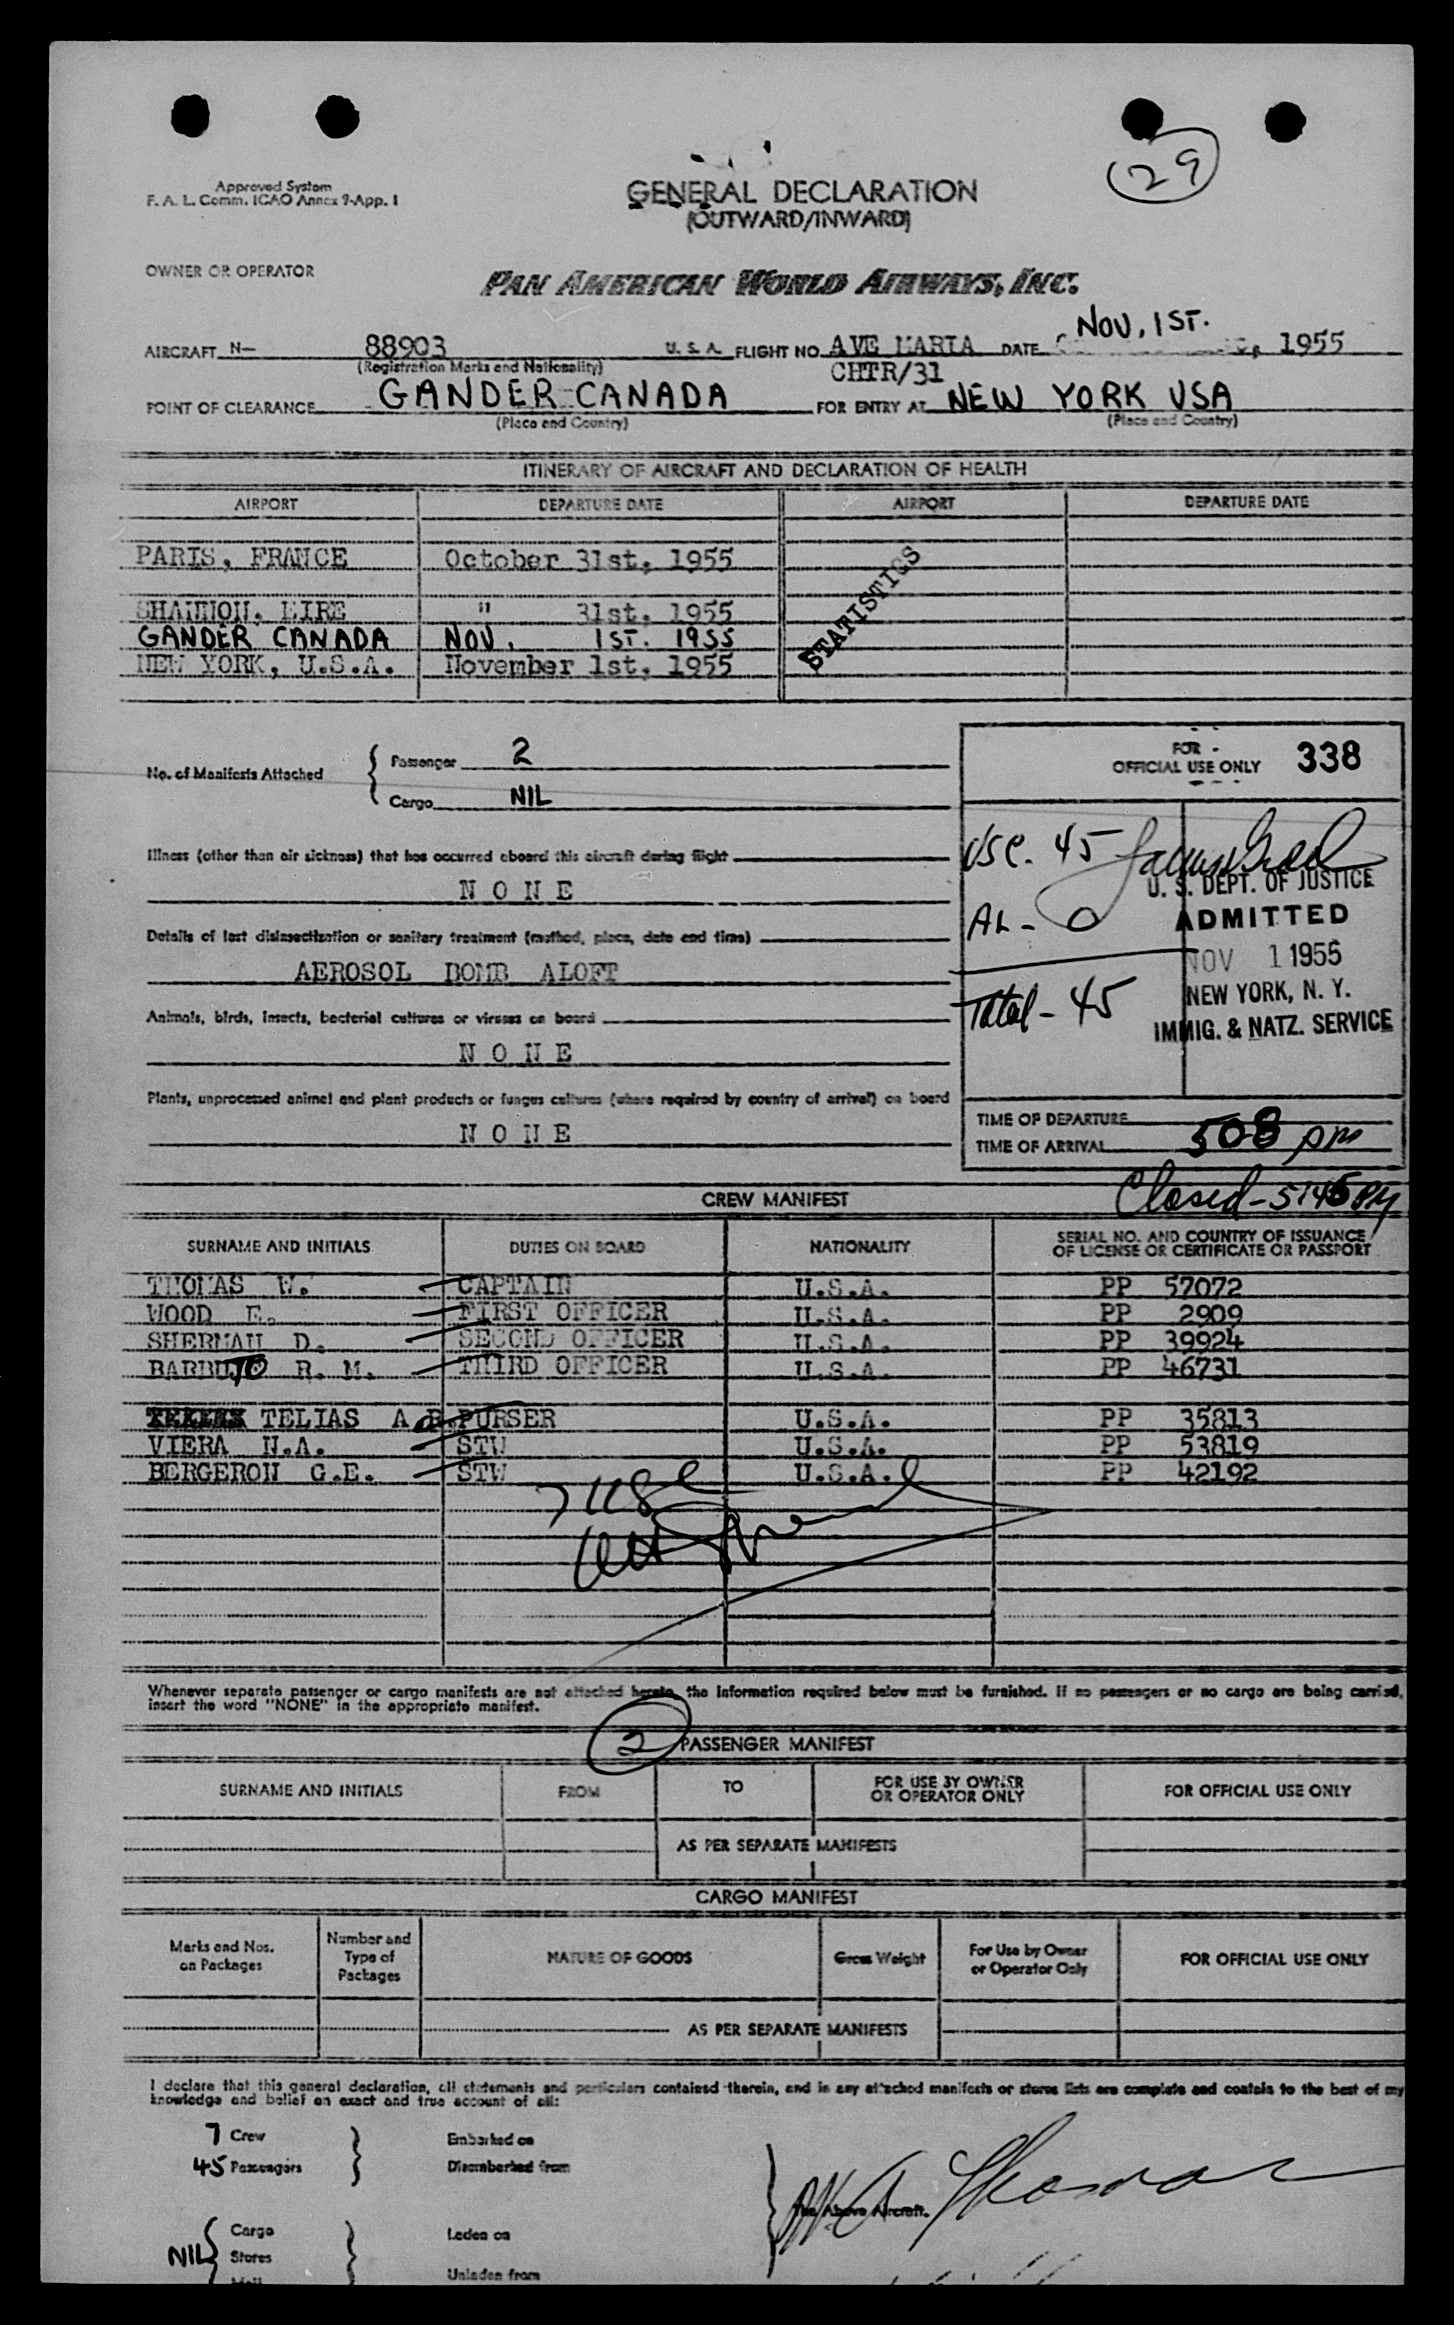 29
Approved System
F. A. L. Comm. ICAO Annex 9-App. 1
GENERAL DECLARATION
(OUTWARD/INWARD)
OWNER OR OPERATOR PAN AMERICAN WORLD AIRWAYS, INC.
NOV, 1ST.
AIRCRAFT N- 88903 U. S. A. FLIGHT NO. AVE MARIA DATE , 1955
(Registration Marks and Nationality) CHTR/31
POINT OF CLEARANCE GANDER CANADA FOR ENTRY AT NEW YORK USA
(Place and Country) (Place and Country)
ITINERARY OF AIRCRAFT AND DECLARATION OF HEALTH
AIRPORT DEPARTURE DATE AIRPORT DEPARTURE DATE
PARIS, FRANCE October 31st, 1955
STATISTICS
SHANNON, EIRE " 31st, 1955
GANDER CANADA NOV. 1ST. 1955
NEW YORK, U.S.A. November 1st, 1955
No. of Manifests Attached
Passenger 2
Cargo NIL
FOR
OFFICIAL USE ONLY 338
Illness (other than air sickness) that has occurred aboard this aircraft during flight
N O N E
Details of last disinsectization or sanitary treatment (method, place, date and time)
AEROSOL BOMB ALOFT
Animals, birds, insects, bacterial cultures or viruses on board
N O N E
Plants, unprocessed animal and plant products or fungus cultures (where required by country of arrival) on board
N O N E
USC. 45
AL - 0
Total - 45
U. S. DEPT. OF JUSTICE
ADMITTED
NOV 1 1955
NEW YORK, N. Y.
IMMIG. & NATZ. SERVICE
TIME OF DEPARTURE
TIME OF ARRIVAL 508 PM
Closed - 5:45 PM
CREW MANIFEST
SURNAME AND INITIALS DUTIES ON BOARD NATIONALITY SERIAL NO. AND COUNTRY OF ISSUANCE
OF LICENSE OR CERTIFICATE OR PASSPORT
THOMAS W. CAPTAIN U.S.A. PP 57072
WOOD E. FIRST OFFICER U.S.A. PP 2909
SHERMAN D. SECOND OFFICER U.S.A. PP 39924
BARBUTO R. M. THIRD OFFICER U.S.A. PP 46731
TELIAS A.E. PURSER U.S.A. PP 35813
VIERA N.A. STW U.S.A. PP 53819
BERGERON G.E. STW U.S.A. PP 42192
7 USC
Whenever separate passenger or cargo manifests are not attached hereto, the information required below must be furnished. If no passengers or no cargo are being carried,
insert the word "NONE" in the appropriate manifest.
2
PASSENGER MANIFEST
SURNAME AND INITIALS FROM TO FOR USE BY OWNER
OR OPERATOR ONLY FOR OFFICIAL USE ONLY
AS PER SEPARATE MANIFESTS
CARGO MANIFEST
Marks and Nos.
on Packages
Number and
Type of
Packages
NATURE OF GOODS
Gross Weight
For Use by Owner
or Operator Only
FOR OFFICIAL USE ONLY
AS PER SEPARATE MANIFESTS
I declare that this general declaration, all statements and particulars contained therein, and in any attached manifests or stores lists are complete and contain to the best of my
knowledge and belief an exact and true account of all:
7 Crew Embarked on
45 Passengers Disembarked from
W A Thomas
The Above Aircraft.
Cargo Laden on
NIL Stores
Mail Unladen from